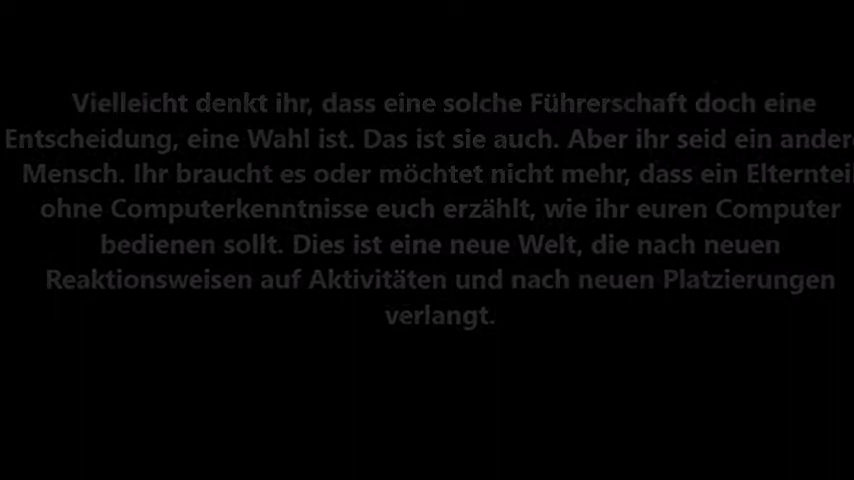 Vielleicht denkt ihr, dass eine solche Führerschaft doch eine
Entscheidung, eine Wahl ist. Das ist sie auch. Aber ihr seid ein andere
Mensch. Ihr braucht es oder möchtet nicht mehr, dass ein Elternteil
ohne Computerkenntnisse euch erzählt, wie ihr euren Computer
bedienen sollt. Dies ist eine neue Welt, die nach neuen
Reaktionsweisen auf Aktivitäten und nach neuen Platzierungen
verlangt.